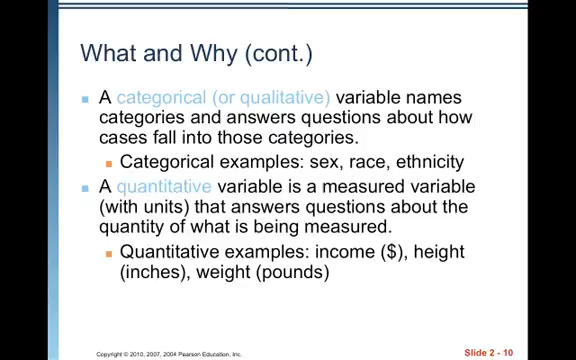 What and Why (cont.)
A categorical (or qualitative) variable names
categories and answers questions about how
cases fall into those categories.
Categorical examples: sex, race, ethnicity
A quantitative variable is a measured variable
(with units) that answers questions about the
quantity of what is being measured.
Quantitative examples: income ($), height
(inches), weight (pounds)
Copyright © 2010, 2007, 2004 Pearson Education, Inc.
Slide 2 - 10